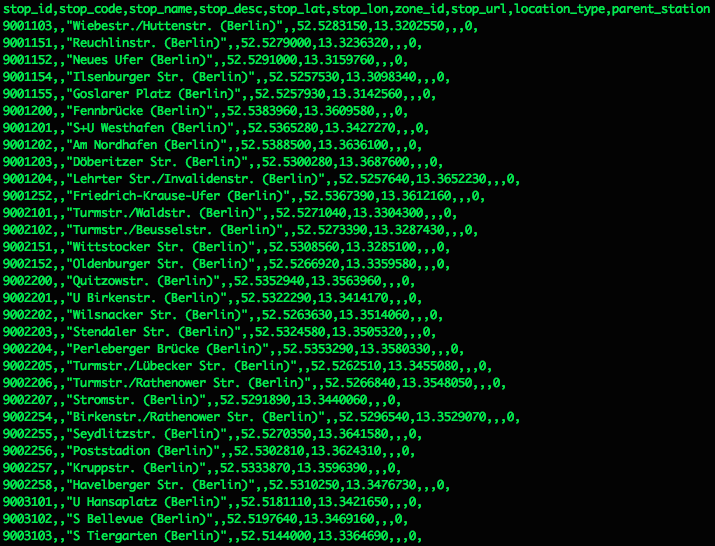 stop_id,stop_code,stop_name,stop_desc,stop_lat,stop_lon,zone_id,stop_url,location_type,parent_station
9001103,,"Wiebestr./Huttenstr. (Berlin)",,52.5283150,13.3202550,,,0,
9001151,,"Reuchlinstr. (Berlin)",,52.5279000,13.3236320,,,0,
9001152,,"Neues Ufer (Berlin)",,52.5291000,13.3159760,,,0,
9001154,,"Ilsenburger Str. (Berlin)",,52.5257530,13.3098340,,,0,
9001155,,"Goslarer Platz (Berlin)",,52.5257930,13.3142560,,,0,
9001200,,"Fennbrücke (Berlin)",,52.5383960,13.3609580,,,0,
9001201,,"S+U Westhafen (Berlin)",,52.5365280,13.3427270,,,0,
9001202,,"Am Nordhafen (Berlin)",,52.5388500,13.3636100,,,0,
9001203,,"Döberitzer Str. (Berlin)",,52.5300280,13.3687600,,,0,
9001204,,"Lehrter Str./Invalidenstr. (Berlin)",,52.5257640,13.3652230,,,0,
9001252,,"Friedrich-Krause-Ufer (Berlin)",,52.5367390,13.3612160,,,0,
9002101,,"Turmstr./Waldstr. (Berlin)",,52.5271040,13.3304300,,,0,
9002102,,"Turmstr./Beusselstr. (Berlin)",,52.5273390,13.3287430,,,0,
9002151,,"Wittstocker Str. (Berlin)",,52.5308560,13.3285100,,,0,
9002152,,"Oldenburger Str. (Berlin)",,52.5266920,13.3359580,,,0,
9002200,,"Quitzowstr. (Berlin)",,52.5352940,13.3563960,,,0,
9002201,,"U Birkenstr. (Berlin)",,52.5322290,13.3414170,,,0,
9002202,,"Wilsnacker Str. (Berlin)",,52.5263630,13.3514060,,,0,
9002203,,"Stendaler Str. (Berlin)",,52.5324580,13.3505320,,,0,
9002204,,"Perleberger Brücke (Berlin)",,52.5353290,13.3580330,,,0,
9002205,,"Turmstr./Lübecker Str. (Berlin)",,52.5262510,13.3455080,,,0,
9002206,,"Turmstr./Rathenower Str. (Berlin)",,52.5266840,13.3548050,,,0,
9002207,,"Stromstr. (Berlin)",,52.5291890,13.3440060,,,0,
9002254,,"Birkenstr./Rathenower Str. (Berlin)",,52.5296540,13.3529070,,,0,
9002255,,"Seydlitzstr. (Berlin)",,52.5270350,13.3641580,,,0,
9002256,,"Poststadion (Berlin)",,52.5302810,13.3624310,,,0,
9002257,,"Kruppstr. (Berlin)",,52.5333870,13.3596390,,,0,
9002258,,"Havelberger Str. (Berlin)",,52.5310250,13.3476730,,,0,
9003101,,"U Hansaplatz (Berlin)",,52.5181110,13.3421650,,,0,
9003102,,"S Bellevue (Berlin)",,52.5197640,13.3469160,,,0,
9003103,,"S Tiergarten (Berlin)",,52.5144000,13.3364690,,,0,